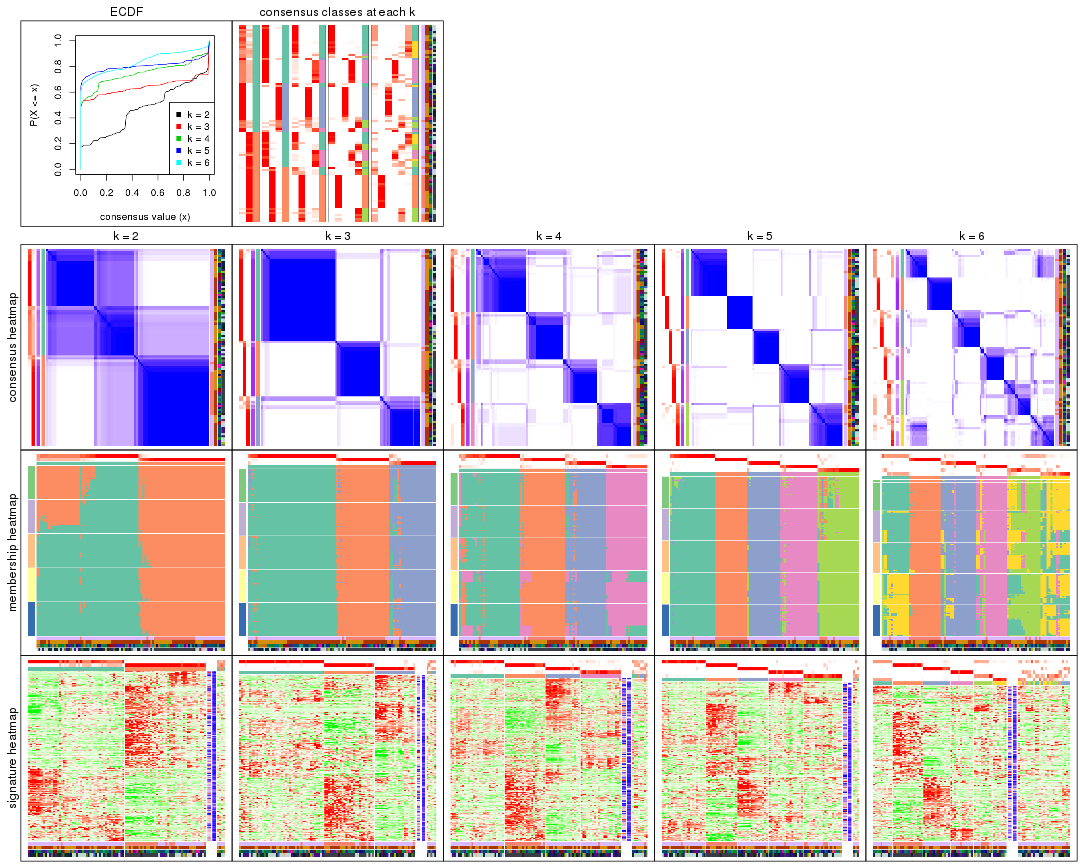 ECDF
consensus classes at each k
P(X <= x)
0.0
0.2
0.4
0.6
0.8
1.0
k = 2
k = 3
k = 4
k = 5
k = 6
0.0 0.2 0.4 0.6 0.8 1.0
consensus value (x)
k = 2
k = 3
k = 4
k = 5
k = 6
consensus heatmap
membership heatmap
signature heatmap